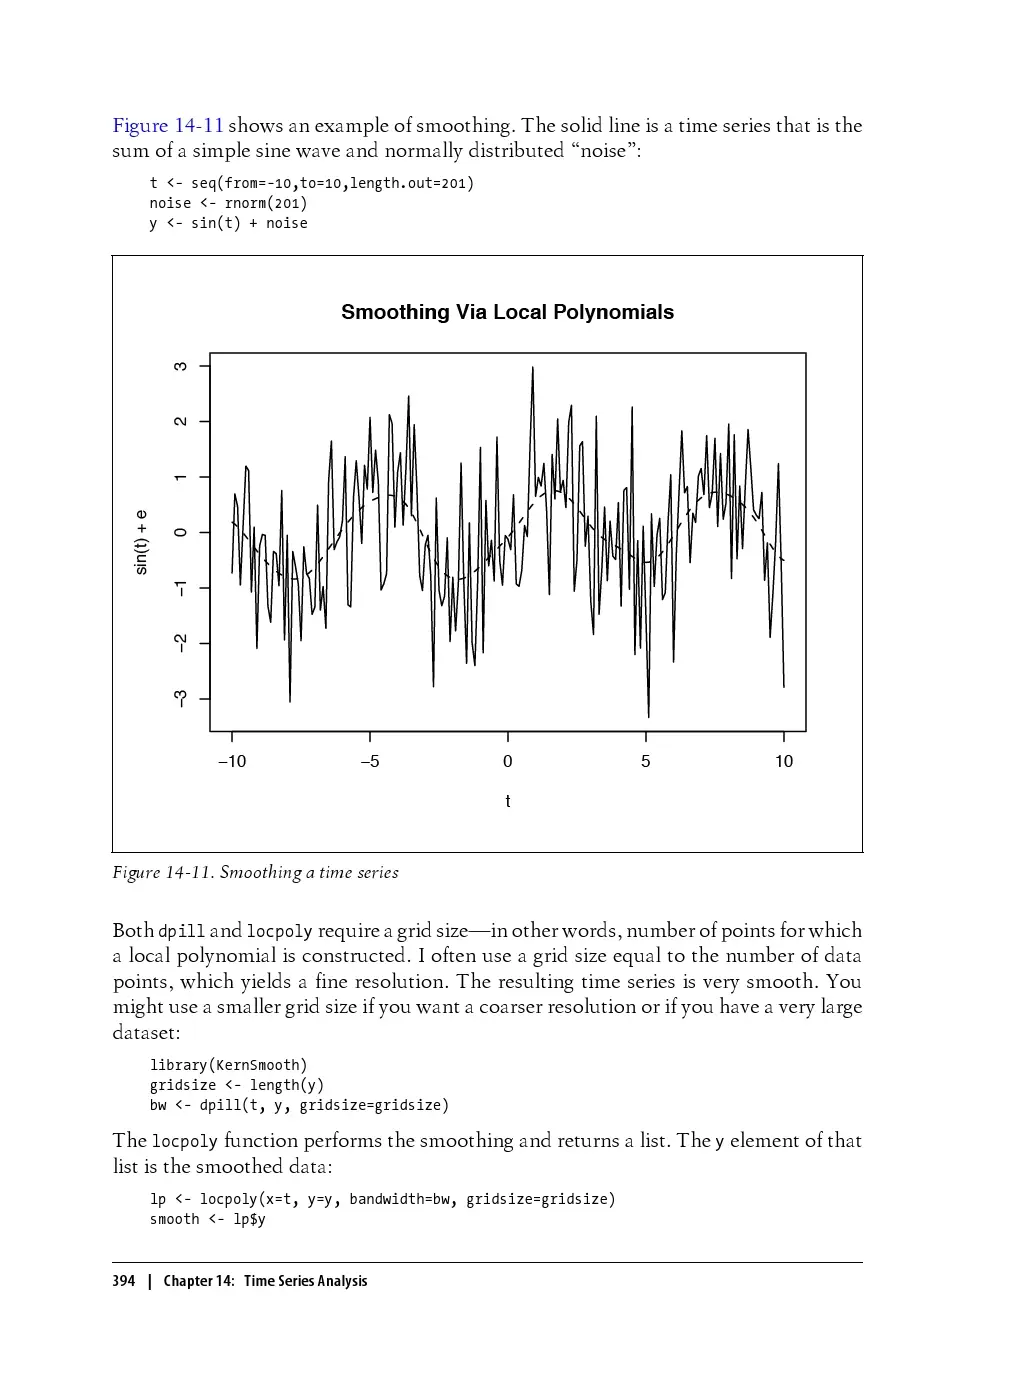 Figure 14-11 shows an example of smoothing. The solid line is a time series that is the
sum of a simple sine wave and normally distributed “noise”:
t <- seq(from=-10,to=10,length.out=201)
noise <- rnorm(201)
y <- sin(t) + noise
Smoothing Via Local Polynomials
3
2
1
0
−1
−2
−3
sin(t) + e
−10
−5
0
5
10
t
Figure 14-11. Smoothing a time series
Both dpill and locpoly require a grid size—in other words, number of points for which
a local polynomial is constructed. I often use a grid size equal to the number of data
points, which yields a fine resolution. The resulting time series is very smooth. You
might use a smaller grid size if you want a coarser resolution or if you have a very large
dataset:
library(KernSmooth)
gridsize <- length(y)
bw <- dpill(t, y, gridsize=gridsize)
The locpoly function performs the smoothing and returns a list. The y element of that
list is the smoothed data:
lp <- locpoly(x=t, y=y, bandwidth=bw, gridsize=gridsize)
smooth <- lp$y
394 | Chapter 14: Time Series Analysis